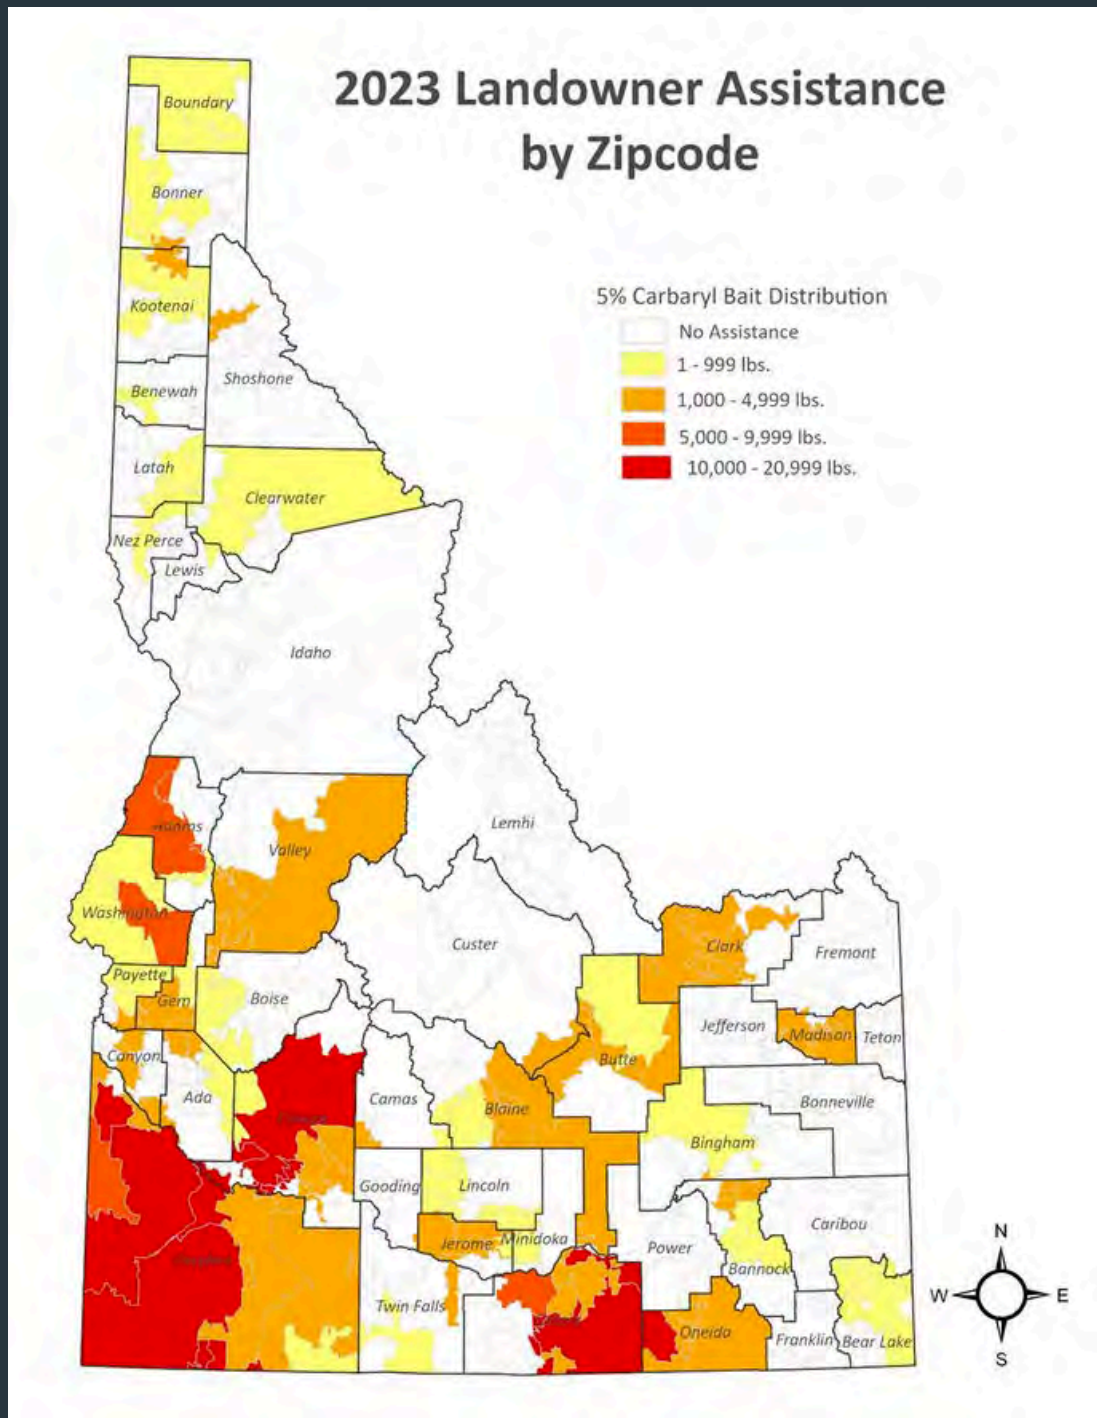 2023 Landowner Assistance
by Zipcode
Boundary
Bonner
Kootenai
5% Carbaryl Bait Distribution
No Assistance
1 - 999 lbs.
1,000 - 4,999 lbs.
5,000 - 9,999 lbs.
10,000 - 20,999 lbs.
Shoshone
Benewah
Latah
Clearwater
Nez Perce
Lewis
Idaho
Adams
Valley
Lemhi
Washington
Custer
Clark
Fremont
Payette
Gem
Boise
Jefferson
Madison
Teton
Canyon
Butte
Ada
Camas
Blaine
Bonneville
Elmore
Bingham
Gooding
Lincoln
Caribou
Jerome
Minidoka
Power
Bannock
Twin Falls
Oneida
Franklin
Bear Lake
N
W
E
S